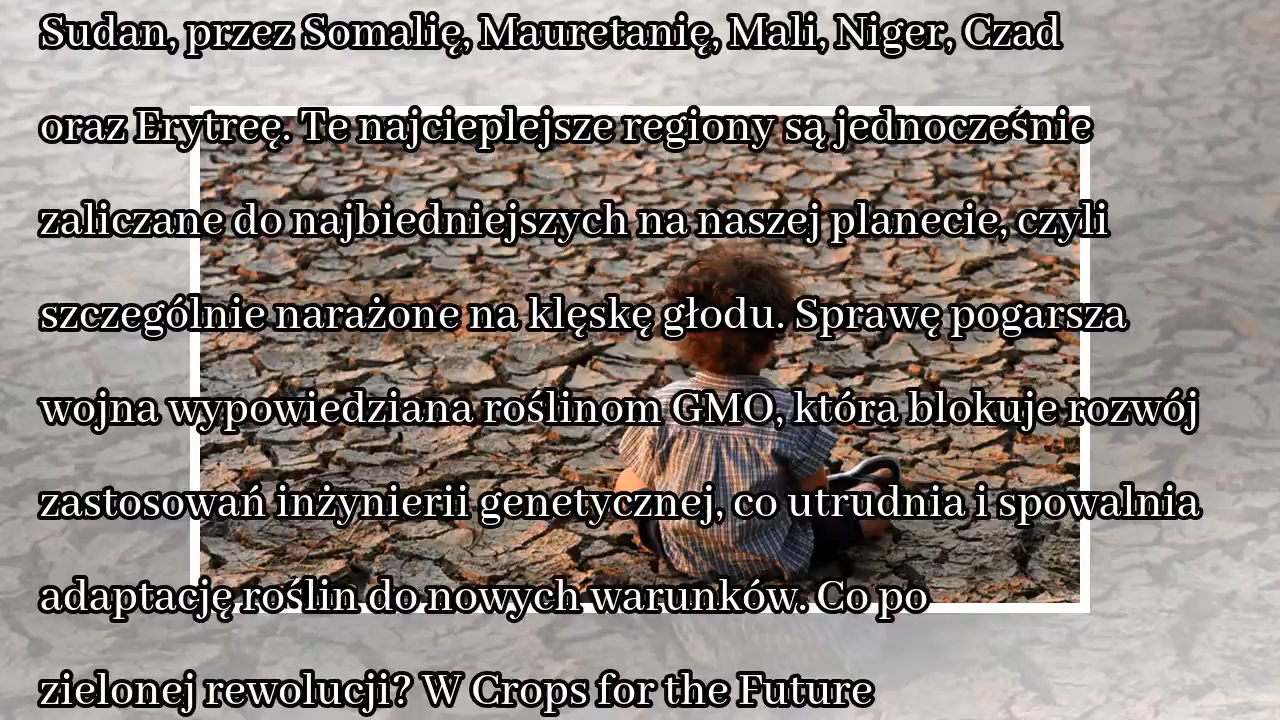 Sudan, przez Somalię, Mauretanię, Mali, Niger, Czad
oraz Erytreę. Te najcieplejsze regiony są jednocześnie
zaliczane do najbiedniejszych na naszej planecie, czyli
szczególnie narażone na klęskę głodu. Sprawę pogarsza
wojna wypowiedziana roślinom GMO, która blokuje rozwój
zastosowań inżynierii genetycznej, co utrudnia i spowalnia
adaptację roślin do nowych warunków. Co po
zielonej rewolucji? W Crops for the Future